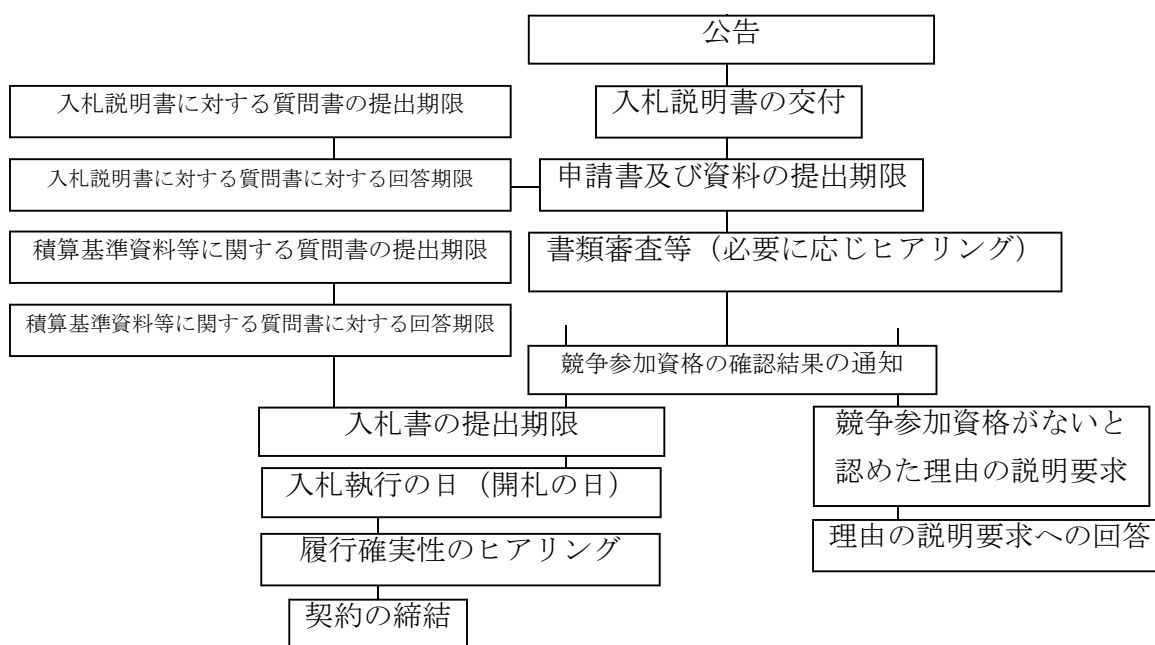 公告
入札説明書に対する質問書の提出期限
入札説明書の交付
入札説明書に対する質問書に対する回答期限
申請書及び資料の提出期限
積算基準資料等に関する質問書の提出期限
書類審査等（必要に応じヒアリング）
積算基準資料等に関する質問書に対する回答期限
競争参加資格の確認結果の通知
入札書の提出期限
競争参加資格がないと
認めた理由の説明要求
入札執行の日（開札の日）
理由の説明要求への回答
履行確実性のヒアリング
契約の締結